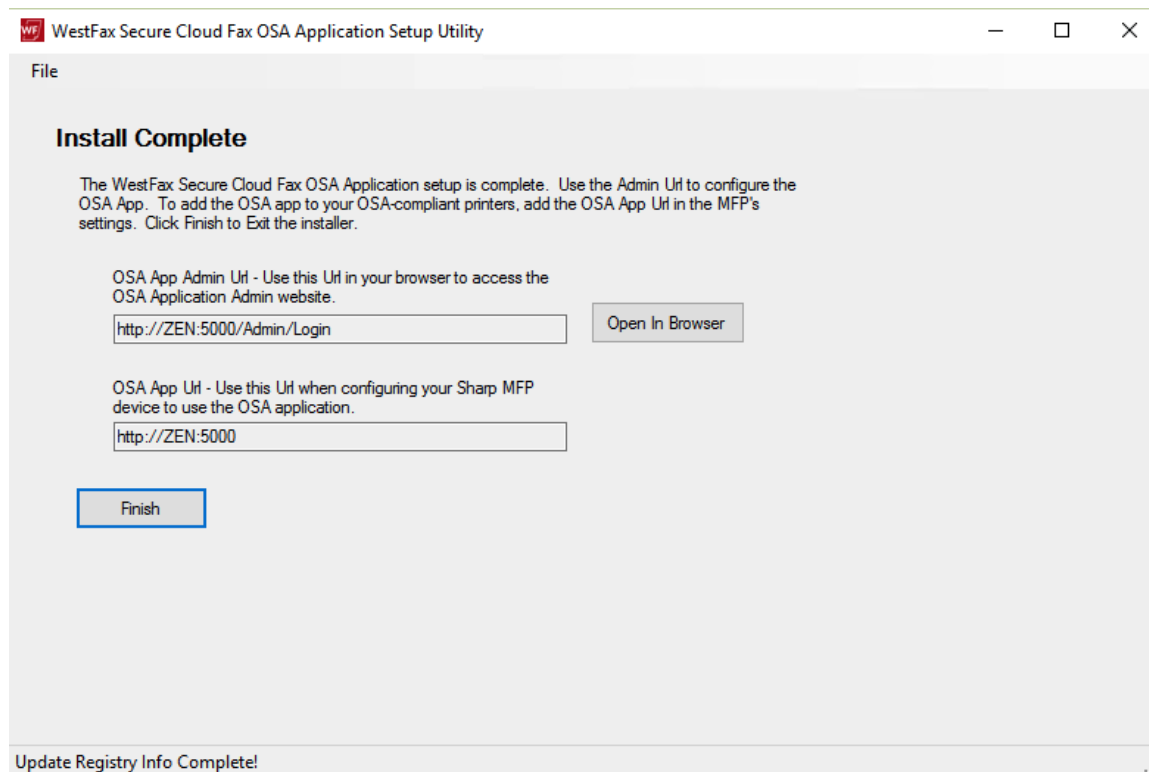 WF WestFax Secure Cloud Fax OSA Application Setup Utility
File
Install Complete
The WestFax Secure Cloud Fax OSA Application setup is complete. Use the Admin Url to configure the
OSA App. To add the OSA app to your OSA-compliant printers, add the OSA App Url in the MFP's
settings. Click Finish to Exit the installer.
OSA App Admin Url - Use this Url in your browser to access the
OSA Application Admin website.
http://ZEN:5000/Admin/Login
Open In Browser
OSA App Url - Use this Url when configuring your Sharp MFP
device to use the OSA application.
http://ZEN:5000
Finish
Update Registry Info Complete!